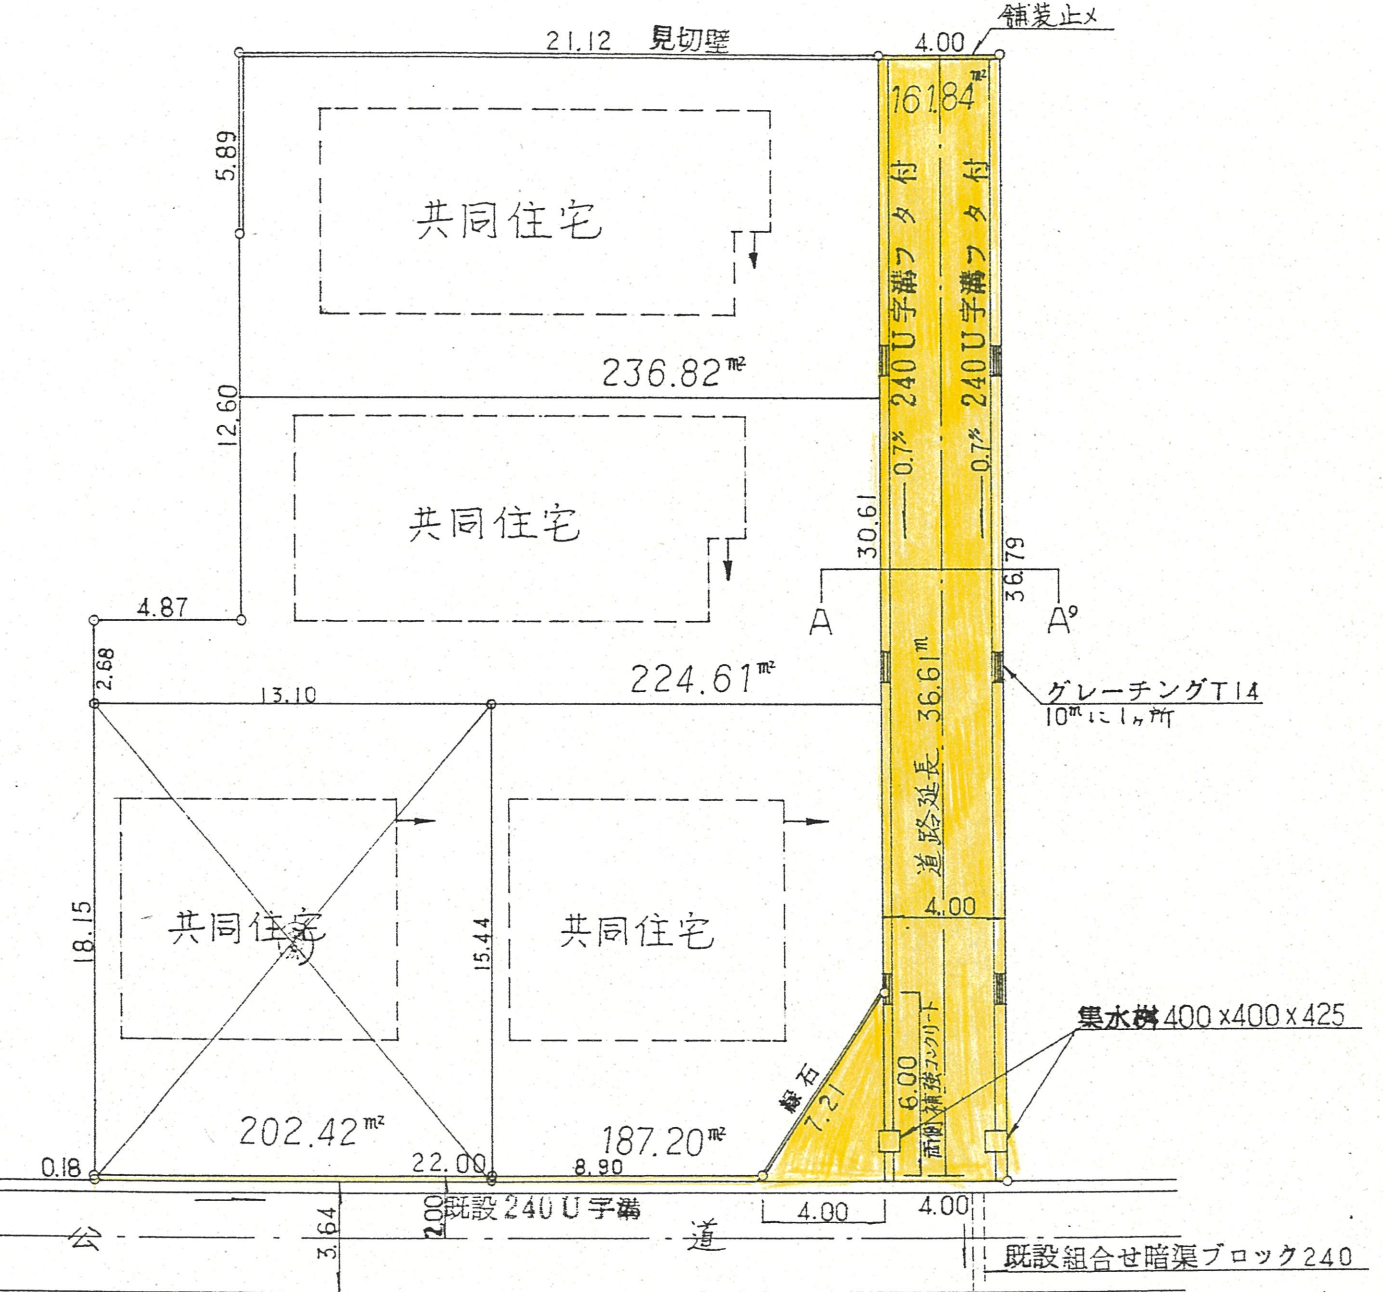 舗装止メ
21.12 見切壁
4.00
161.84m²
5.89
共同住宅
240U字溝フタ付
240U字溝フタ付
236.82m²
12.60
0.7%
0.7%
共同住宅
30.61
36.79
A
A'
4.87
2.68
224.61m²
13.10
道路延長 36.61m
グレーチングT14
10mに1ヶ所
4.00
18.15
共同住宅
15.44
共同住宅
集水桝400x400x425
6.00
両側補強コンクリート
縁石
7.21
202.42m²
187.20m²
0.18
22.00
8.90
既設240U字溝
4.00
4.00
公道
3.64
2.00
既設組合せ暗渠ブロック240